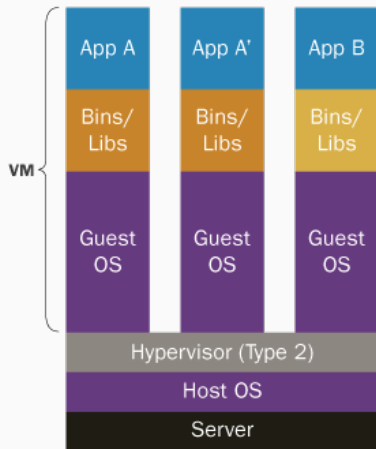 App A
App A’
App B
Bins/
Libs
Bins/
Libs
Bins/
Libs
VM
Guest
OS
Guest
OS
Guest
OS
Hypervisor (Type 2)
Host OS
Server